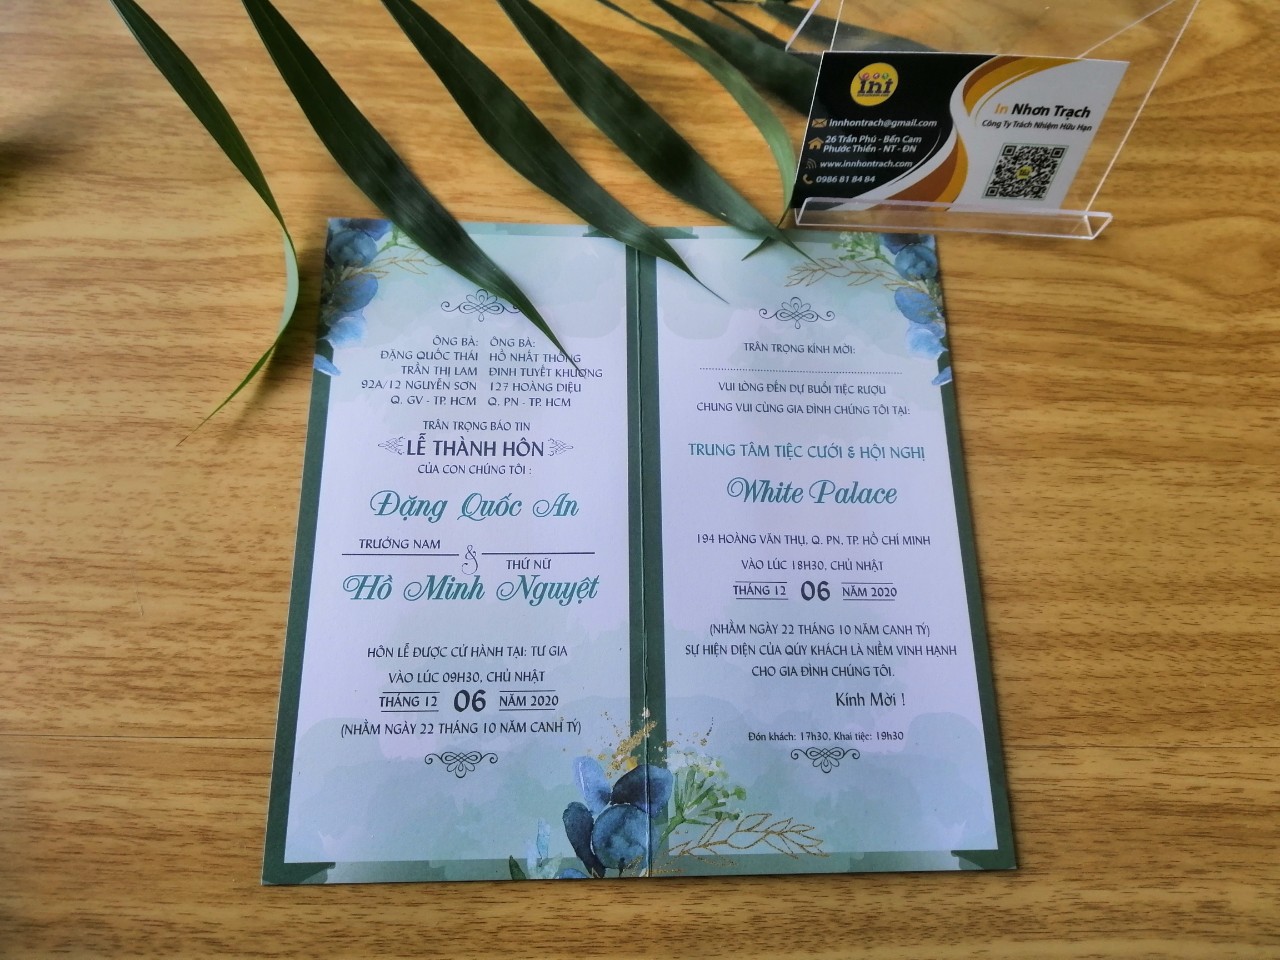 int
innhontrach@gmail.com
26 Trần Phú - Bến Cam
Phước Thiền - NT - ĐN
www.innhontrach.com
0986 81 84 84
In Nhơn Trạch
Công Ty Trách Nhiệm Hữu Hạn
ÔNG BÀ:
ĐẶNG QUỐC THÁI
TRẦN THỊ LAM
92A/12 NGUYỄN SƠN
Q. GV - TP. HCM
ÔNG BÀ:
HỒ NHẤT THỐNG
ĐINH TUYẾT KHƯƠNG
127 HOÀNG DIỆU
Q. PN - TP. HCM
TRÂN TRỌNG BÁO TIN
LỄ THÀNH HÔN
CỦA CON CHÚNG TÔI :
Đặng Quốc An
TRƯỞNG NAM
&
THỨ NỮ
Hồ Minh Nguyệt
HÔN LỄ ĐƯỢC CỬ HÀNH TẠI: TƯ GIA
VÀO LÚC 09H30, CHỦ NHẬT
THÁNG 12 06 NĂM 2020
(NHẰM NGÀY 22 THÁNG 10 NĂM CANH TÝ)
TRÂN TRỌNG KÍNH MỜI:
VUI LÒNG ĐẾN DỰ BUỔI TIỆC RƯỢU
CHUNG VUI CÙNG GIA ĐÌNH CHÚNG TÔI TẠI:
TRUNG TÂM TIỆC CƯỚI & HỘI NGHỊ
White Palace
194 HOÀNG VĂN THỤ, Q. PN, TP. HỒ CHÍ MINH
VÀO LÚC 18H30, CHỦ NHẬT
THÁNG 12 06 NĂM 2020
(NHẰM NGÀY 22 THÁNG 10 NĂM CANH TÝ)
SỰ HIỆN DIỆN CỦA QÚY KHÁCH LÀ NIỀM VINH HẠNH
CHO GIA ĐÌNH CHÚNG TÔI.
Kính Mời !
Đón khách: 17h30, Khai tiệc: 19h30